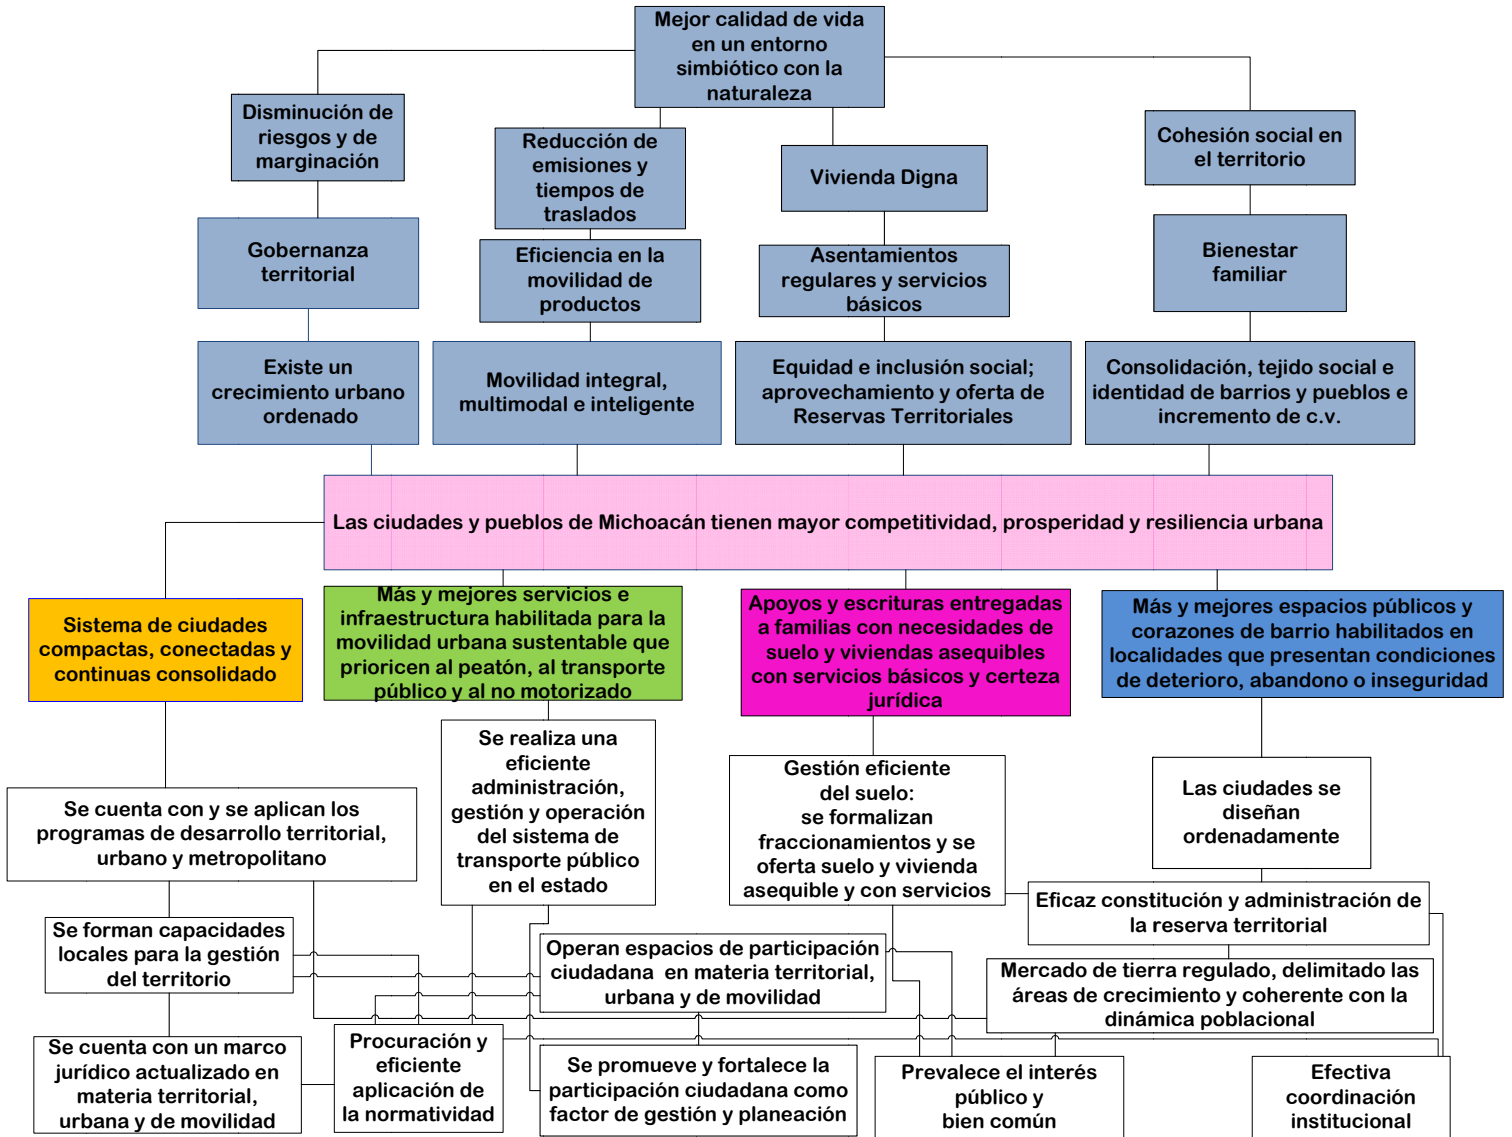 Mejor calidad de vida
en un entorno
simbiótico con la
naturaleza
Disminución de
riesgos y de
marginación
Reducción de
emisiones y
tiempos de
traslados
Vivienda Digna
Cohesión social en
el territorio
Gobernanza
territorial
Eficiencia en la
movilidad de
productos
Asentamientos
regulares y servicios
básicos
Bienestar
familiar
Existe un
crecimiento urbano
ordenado
Movilidad integral,
multimodal e inteligente
Equidad e inclusión social;
aprovechamiento y oferta de
Reservas Territoriales
Consolidación, tejido social e
identidad de barrios y pueblos e
incremento de c.v.
Las ciudades y pueblos de Michoacán tienen mayor competitividad, prosperidad y resiliencia urbana
Sistema de ciudades
compactas, conectadas y
continuas consolidado
Más y mejores servicios e
infraestructura habilitada para la
movilidad urbana sustentable que
prioricen al peatón, al transporte
público y al no motorizado
Apoyos y escrituras entregadas
a familias con necesidades de
suelo y viviendas asequibles
con servicios básicos y certeza
jurídica
Más y mejores espacios públicos y
corazones de barrio habilitados en
localidades que presentan condiciones
de deterioro, abandono o inseguridad
Se cuenta con y se aplican los
programas de desarrollo territorial,
urbano y metropolitano
Se realiza una
eficiente
administración,
gestión y operación
del sistema de
transporte público
en el estado
Gestión eficiente
del suelo:
se formalizan
fraccionamientos y se
oferta suelo y vivienda
asequible y con servicios
Las ciudades se
diseñan
ordenadamente
Se forman capacidades
locales para la gestión
del territorio
Operan espacios de participación
ciudadana en materia territorial,
urbana y de movilidad
Eficaz constitución y administración de
la reserva territorial
Mercado de tierra regulado, delimitado las
áreas de crecimiento y coherente con la
dinámica poblacional
Se cuenta con un marco
jurídico actualizado en
materia territorial,
urbana y de movilidad
Procuración y
eficiente
aplicación de
la normatividad
Se promueve y fortalece la
participación ciudadana como
factor de gestión y planeación
Prevalece el interés
público y
bien común
Efectiva
coordinación
institucional